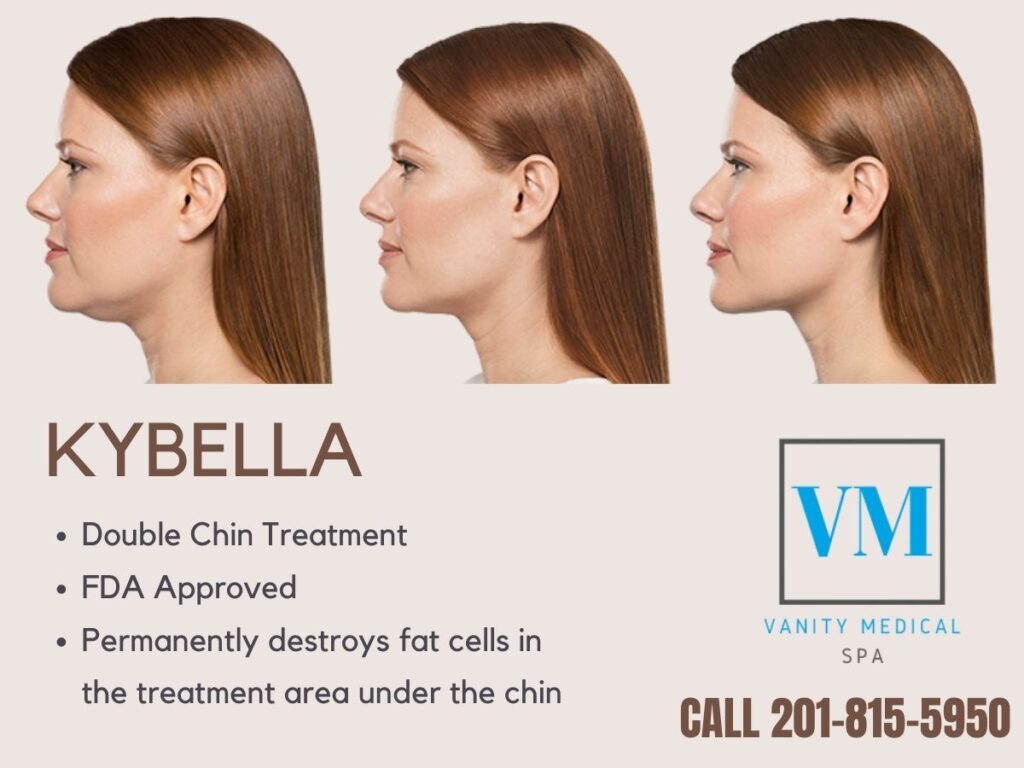 KYBELLA
• Double Chin Treatment
• FDA Approved
• Permanently destroys fat cells in
the treatment area under the chin
VM
VANITY MEDICAL
SPA
CALL 201-815-5950